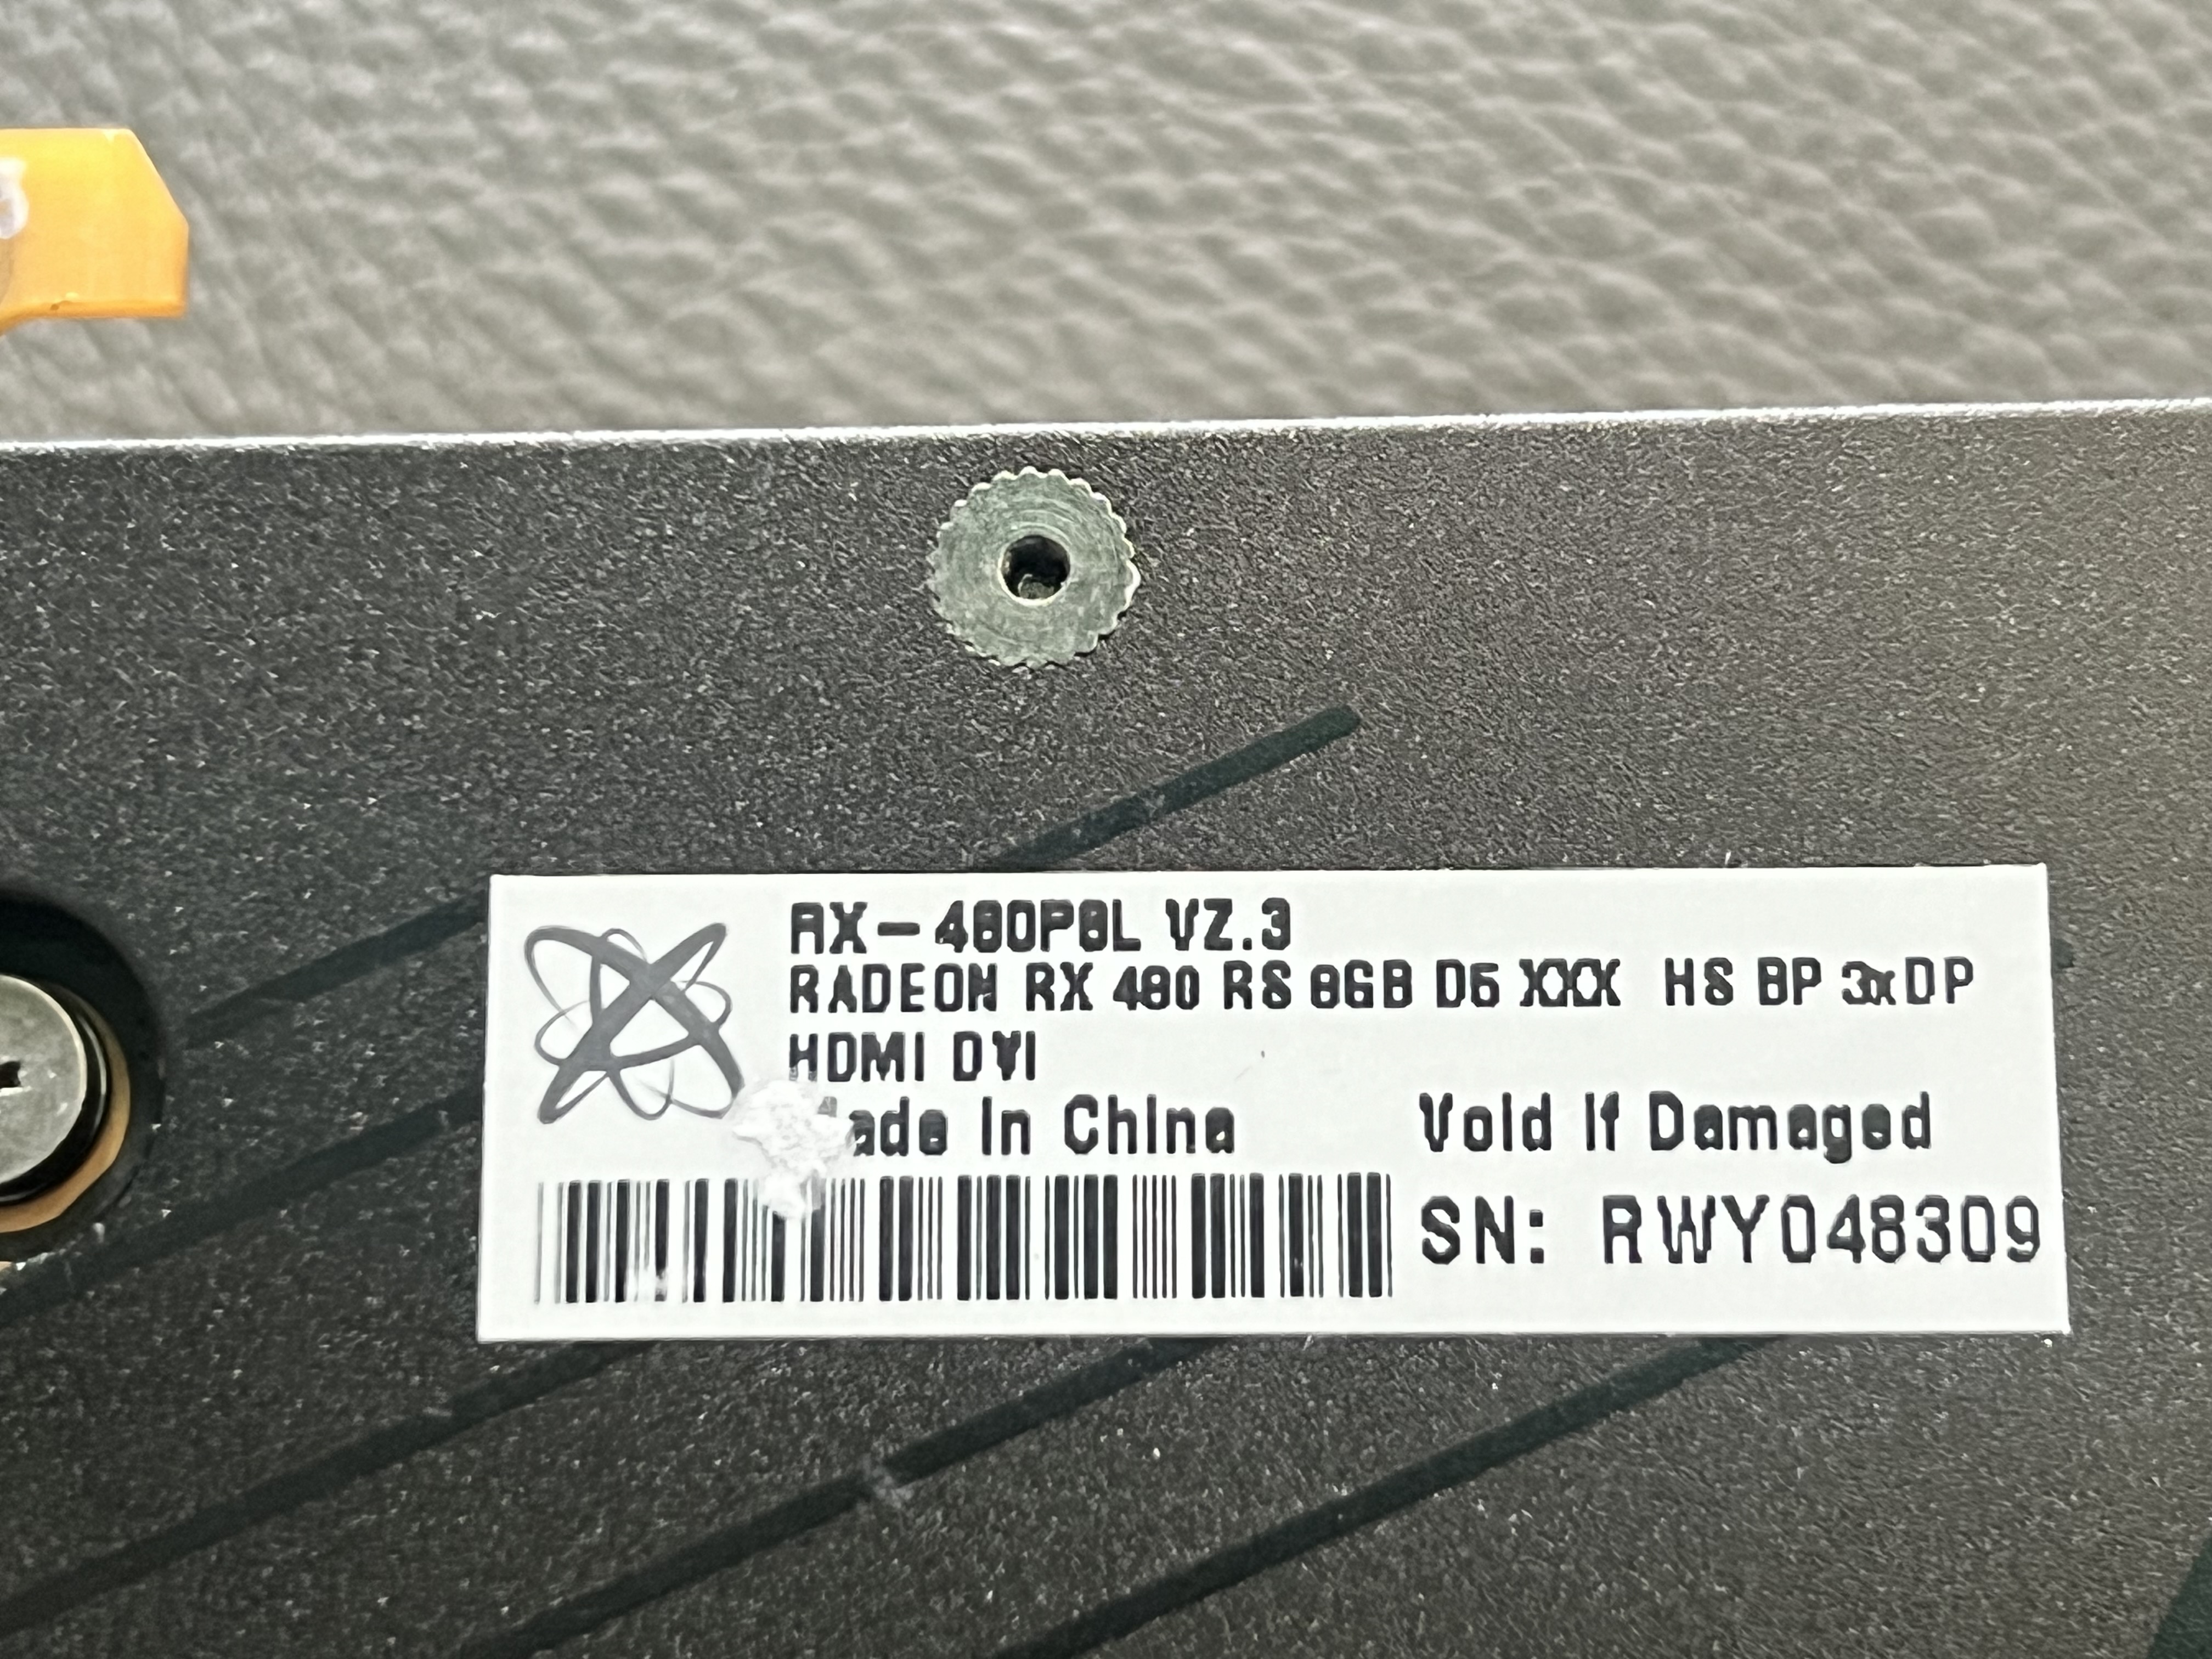 RX-480P8L V2.3
RADEON RX 480 RS 8GB D5 XXX HS BP 3xDP
HDMI DVI
Made In China
Void If Damaged
SN: RWY048309